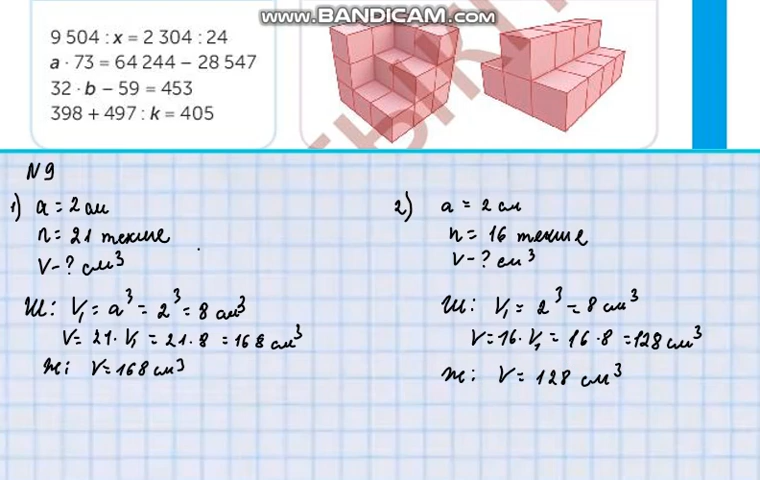 www.BANDICAM.com
9 504 : x = 2 304 : 24
a · 73 = 64 244 − 28 547
32 · b − 59 = 453
398 + 497 : k = 405
N9
1) a = 2 см
n = 21 текше
V - ? см³
Ш: V₁ = a³ = 2³ = 8 см³
V = 21 · V₁ = 21 · 8 = 168 см³
Ж: V = 168 см³
2) a = 2 см
n = 16 текше
V - ? см³
Ш: V₁ = 2³ = 8 см³
V = 16 · V₁ = 16 · 8 = 128 см³
Ж: V = 128 см³